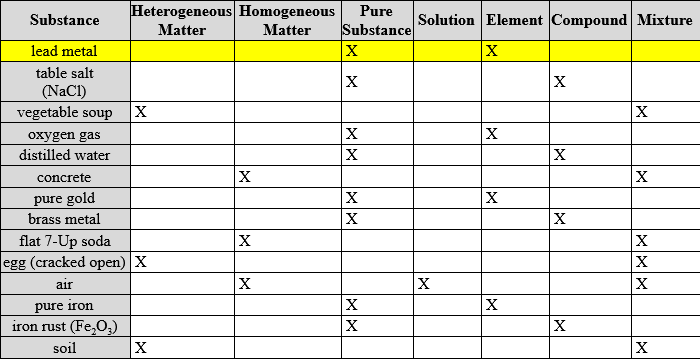 Substance Heterogeneous Matter Homogeneous Matter Pure Substance Solution Element Compound Mixture
lead metal X X
table salt (NaCl) X X
vegetable soup X X
oxygen gas X X
distilled water X X
concrete X X
pure gold X X
brass metal X X
flat 7-Up soda X X
egg (cracked open) X X
air X X X
pure iron X X
iron rust (Fe₂O₃) X X
soil X X